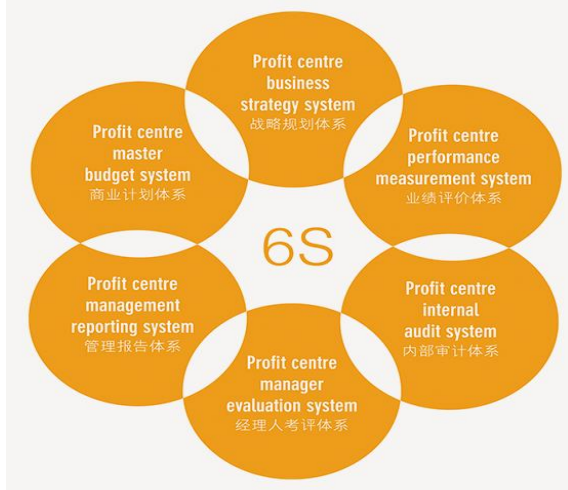 Profit centre
business
strategy system
战略规划体系
Profit centre
master
budget system
商业计划体系
Profit centre
performance
measurement system
业绩评价体系
6S
Profit centre
management
reporting system
管理报告体系
Profit centre
internal
audit system
内部审计体系
Profit centre
manager
evaluation system
经理人考评体系